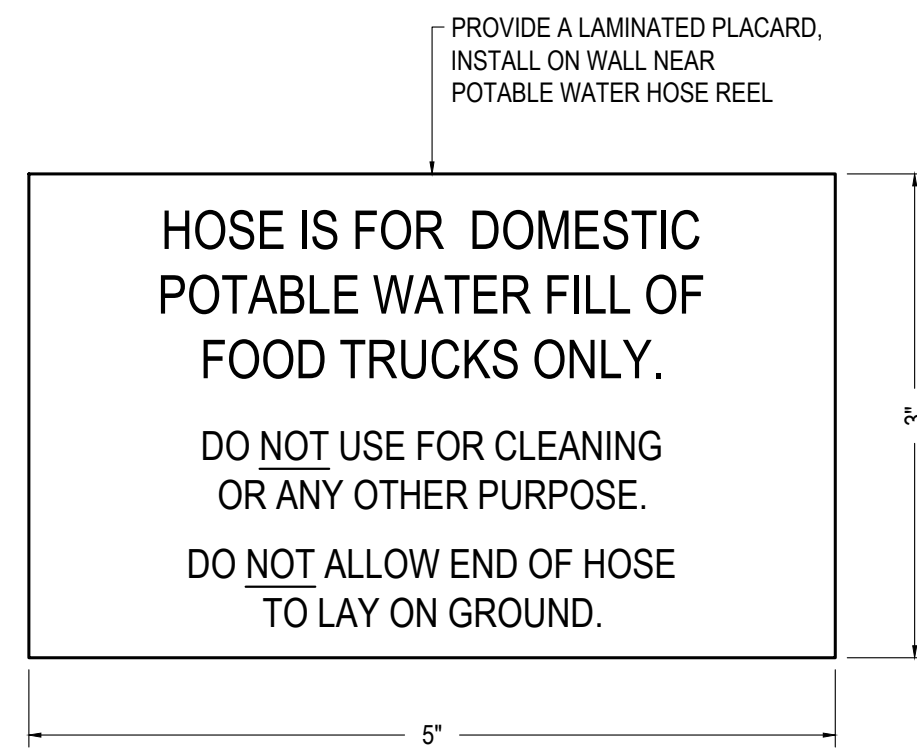 PROVIDE A LAMINATED PLACARD,
INSTALL ON WALL NEAR
POTABLE WATER HOSE REEL
HOSE IS FOR DOMESTIC
POTABLE WATER FILL OF
FOOD TRUCKS ONLY.
DO NOT USE FOR CLEANING
OR ANY OTHER PURPOSE.
DO NOT ALLOW END OF HOSE
TO LAY ON GROUND.
3"
5"